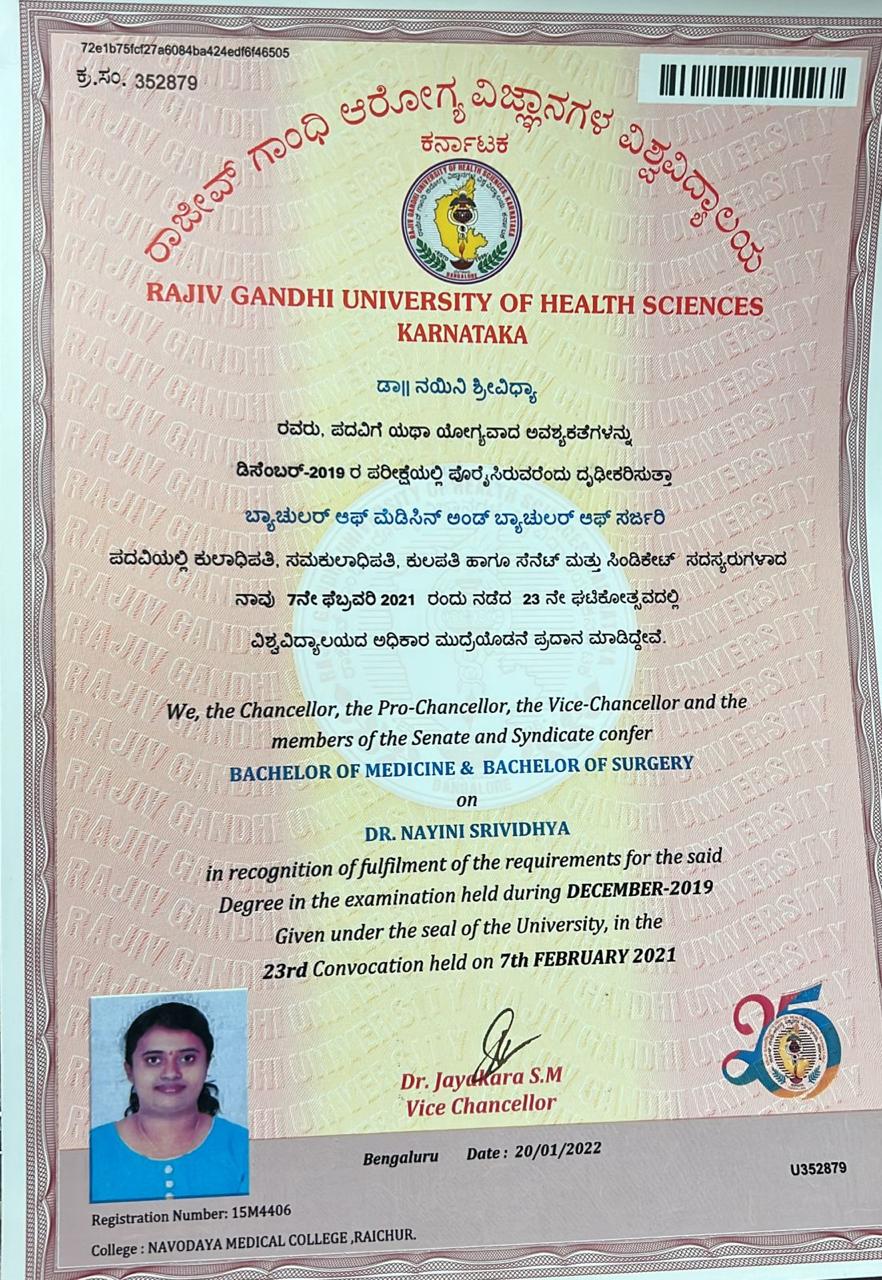 72e1b75fcf27a6084ba424edf6f46505
ಕ್ರ.ಸಂ. 352879
ರಾಜೀವ್ ಗಾಂಧಿ ಆರೋಗ್ಯ ವಿಜ್ಞಾನಗಳ ವಿಶ್ವವಿದ್ಯಾಲಯ
ಕರ್ನಾಟಕ
RAJIV GANDHI UNIVERSITY OF HEALTH SCIENCES
KARNATAKA
ಡಾ|| ನಯಿನಿ ಶ್ರೀವಿಧ್ಯಾ
ರವರು, ಪದವಿಗೆ ಯಥಾ ಯೋಗ್ಯವಾದ ಅವಶ್ಯಕತೆಗಳನ್ನು
ಡಿಸೆಂಬರ್-2019 ರ ಪರೀಕ್ಷೆಯಲ್ಲಿ ಪೂರೈಸಿರುವರೆಂದು ದೃಢೀಕರಿಸುತ್ತಾ
ಬ್ಯಾಚುಲರ್ ಆಫ್ ಮೆಡಿಸಿನ್ ಅಂಡ್ ಬ್ಯಾಚುಲರ್ ಆಫ್ ಸರ್ಜರಿ
ಪದವಿಯಲ್ಲಿ ಕುಲಾಧಿಪತಿ, ಸಮಕುಲಾಧಿಪತಿ, ಕುಲಪತಿ ಹಾಗೂ ಸೆನೆಟ್ ಮತ್ತು ಸಿಂಡಿಕೇಟ್ ಸದಸ್ಯರುಗಳಾದ
ನಾವು 7ನೇ ಫೆಬ್ರವರಿ 2021 ರಂದು ನಡೆದ 23 ನೇ ಘಟಿಕೋತ್ಸವದಲ್ಲಿ
ವಿಶ್ವವಿದ್ಯಾಲಯದ ಅಧಿಕಾರ ಮುದ್ರೆಯೊಡನೆ ಪ್ರದಾನ ಮಾಡಿದ್ದೇವೆ.
We, the Chancellor, the Pro-Chancellor, the Vice-Chancellor and the
members of the Senate and Syndicate confer
BACHELOR OF MEDICINE & BACHELOR OF SURGERY
on
DR. NAYINI SRIVIDHYA
in recognition of fulfilment of the requirements for the said
Degree in the examination held during DECEMBER-2019
Given under the seal of the University, in the
23rd Convocation held on 7th FEBRUARY 2021
25
Dr. Jayakara S.M
Vice Chancellor
Bengaluru Date : 20/01/2022
U352879
Registration Number: 15M4406
College : NAVODAYA MEDICAL COLLEGE ,RAICHUR.